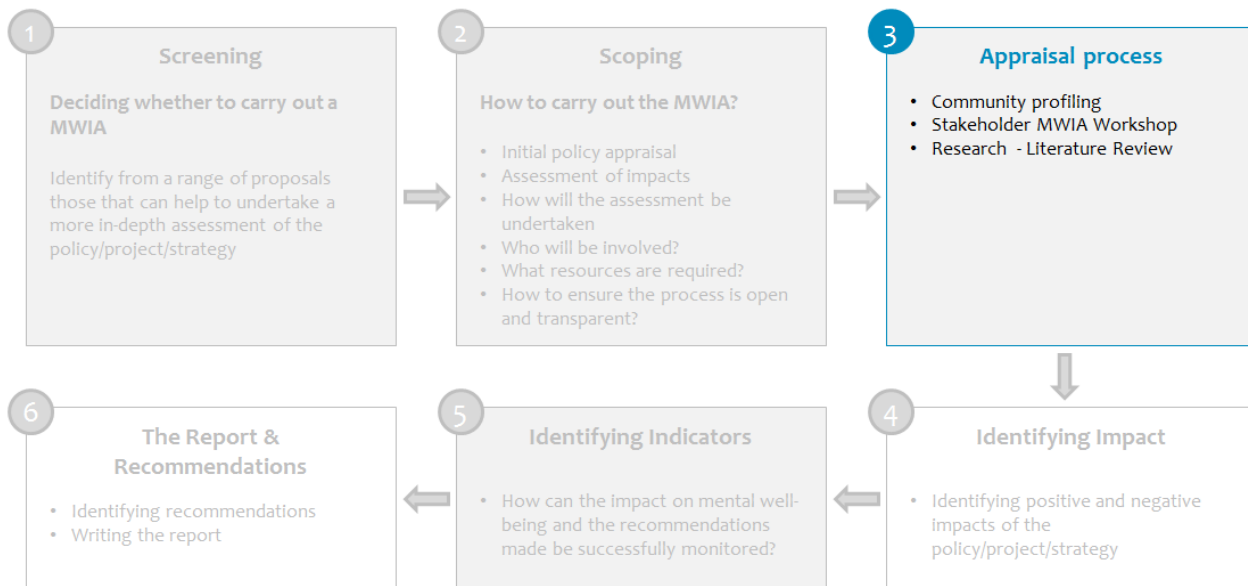 1
Screening
Deciding whether to carry out a
MWIA
Identify from a range of proposals
those that can help to undertake a
more in-depth assessment of the
policy/project/strategy
2
Scoping
How to carry out the MWIA?
• Initial policy appraisal
• Assessment of impacts
• How will the assessment be
undertaken
• Who will be involved?
• What resources are required?
• How to ensure the process is open
and transparent?
3
Appraisal process
• Community profiling
• Stakeholder MWIA Workshop
• Research - Literature Review
4
Identifying Impact
• Identifying positive and negative
impacts of the
policy/project/strategy
5
Identifying Indicators
• How can the impact on mental well-
being and the recommendations
made be successfully monitored?
6
The Report &
Recommendations
• Identifying recommendations
• Writing the report